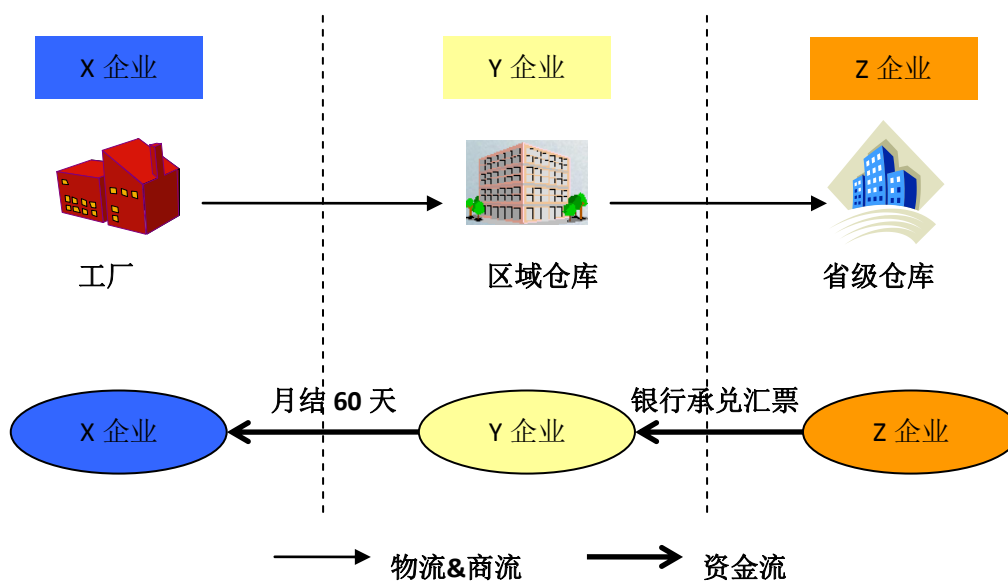 X 企业
Y 企业
Z 企业
工厂
区域仓库
省级仓库
月结 60 天
银行承兑汇票
X 企业
Y 企业
Z 企业
物流&商流
资金流